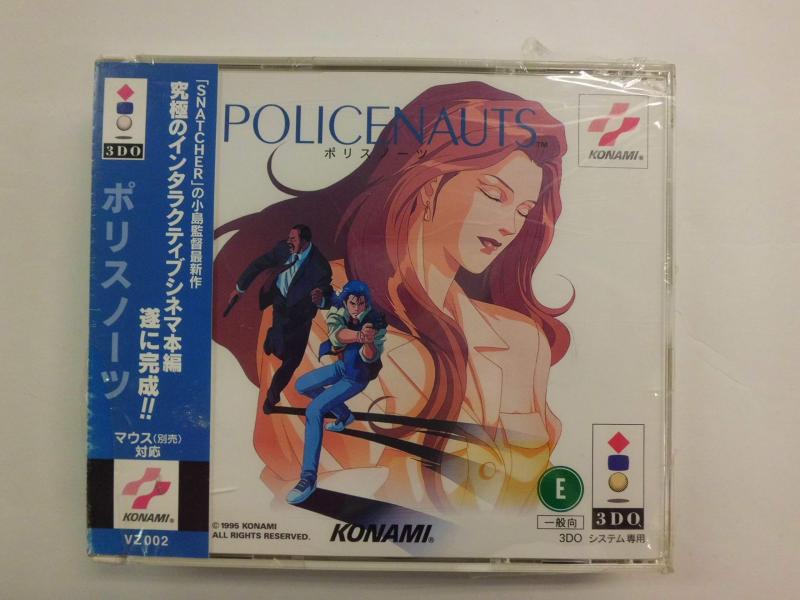 3DO
ポリスノーツ
「SNATCHER」の小島監督最新作
究極のインタラクティブシネマ本編
遂に完成!!
マウス(別売)
対応
KONAMI®
VZ002
POLICENAUTS™
ポリスノーツ
KONAMI®
© 1995 KONAMI
ALL RIGHTS RESERVED.
KONAMI®
E
一般向
3DO
3DO システム専用